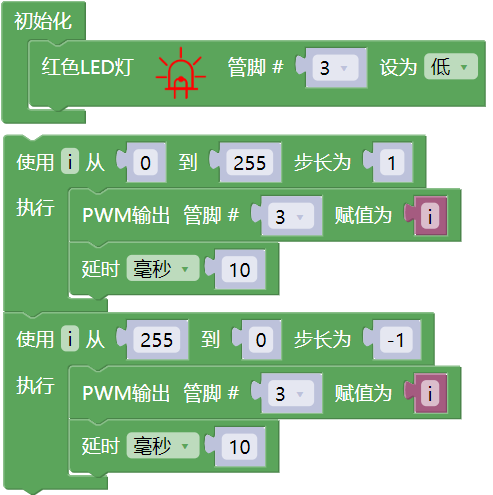 初始化
红色LED灯 管脚 # 3 设为 低
使用 i 从 0 到 255 步长为 1
执行 PWM输出 管脚 # 3 赋值为 i
延时 毫秒 10
使用 i 从 255 到 0 步长为 -1
执行 PWM输出 管脚 # 3 赋值为 i
延时 毫秒 10